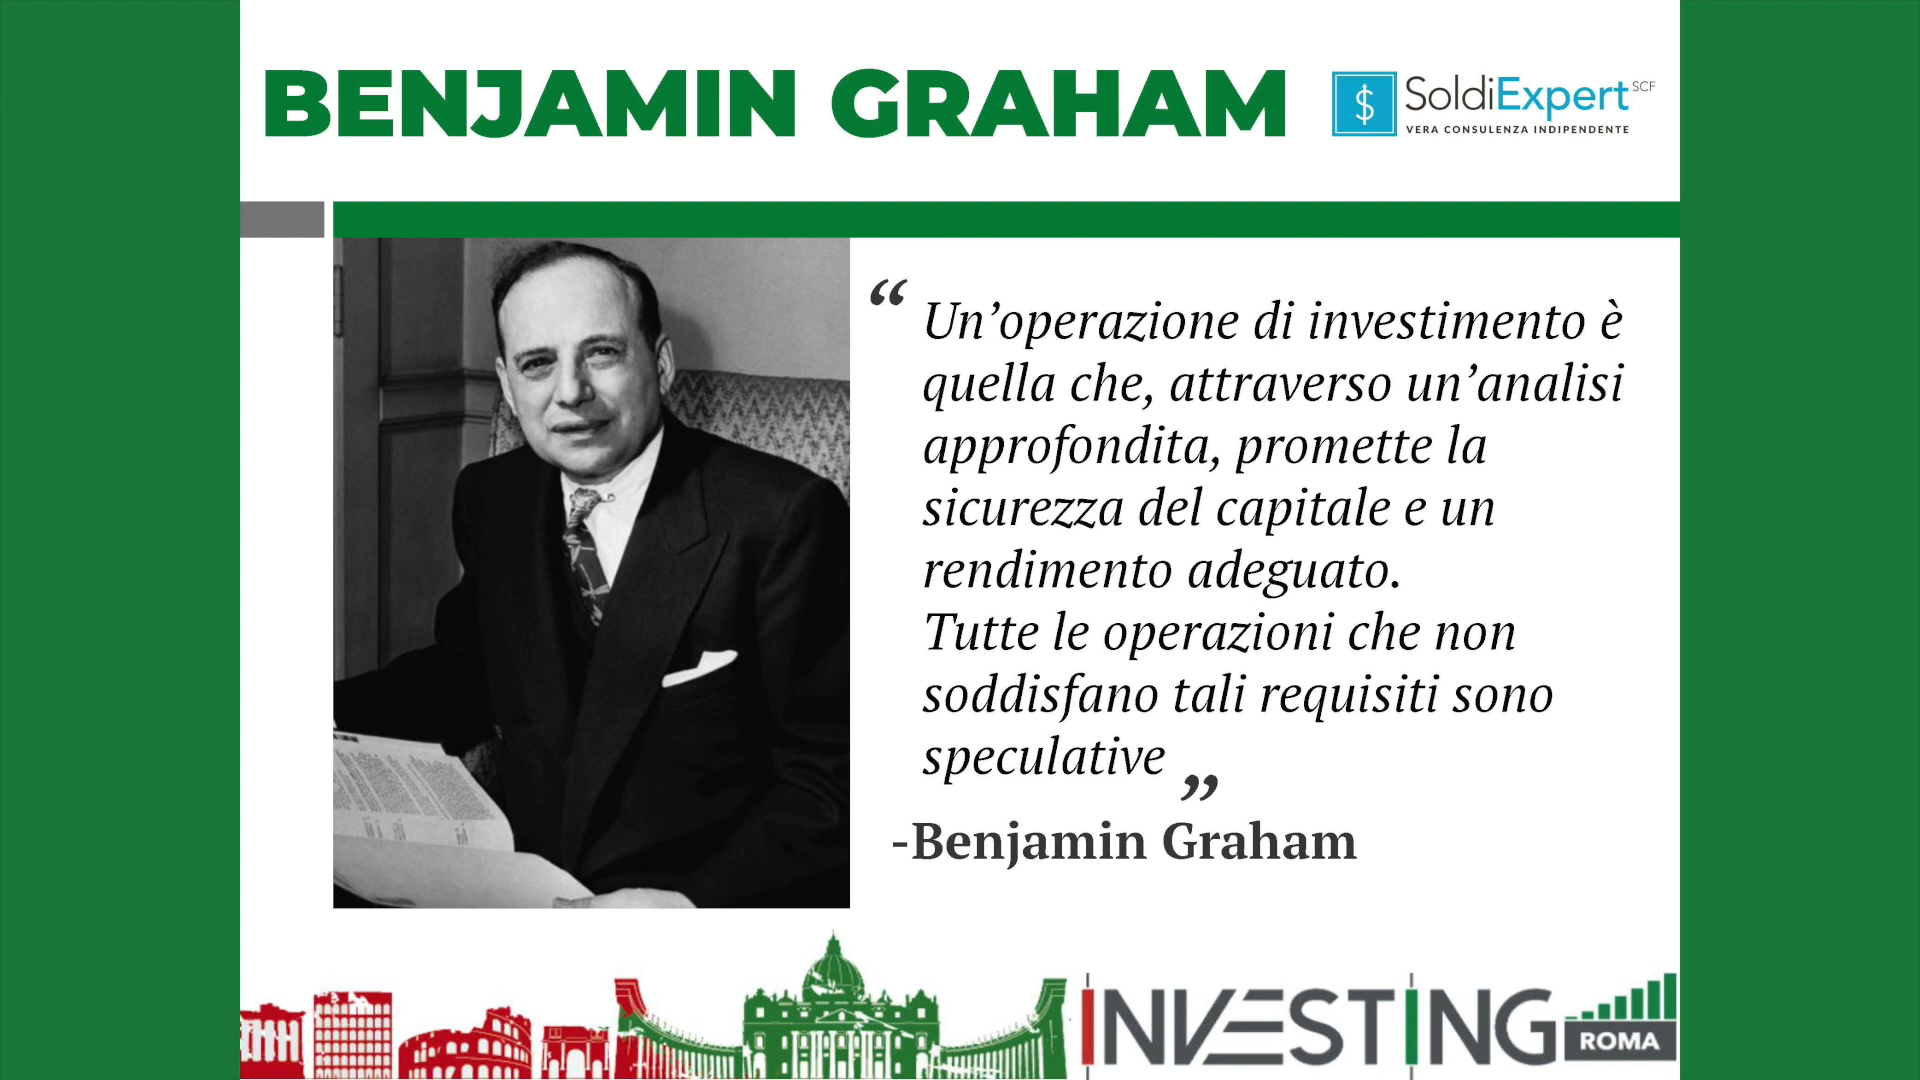 BENJAMIN GRAHAM
$ SoldiExpert SCF
VERA CONSULENZA INDIPENDENTE
“ Un’operazione di investimento è
quella che, attraverso un’analisi
approfondita, promette la
sicurezza del capitale e un
rendimento adeguato.
Tutte le operazioni che non
soddisfano tali requisiti sono
speculative ”
-Benjamin Graham
INVESTING
ROMA